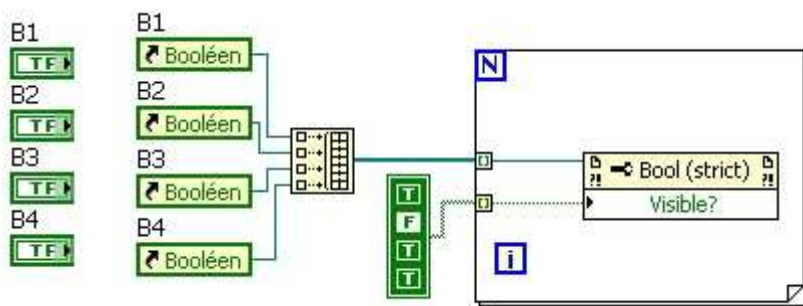 B1
TF
B2
TF
B3
TF
B4
TF
B1
Booléen
B2
Booléen
B3
Booléen
B4
Booléen
T
F
T
T
N
?! Bool (strict) ?!
Visible?
i